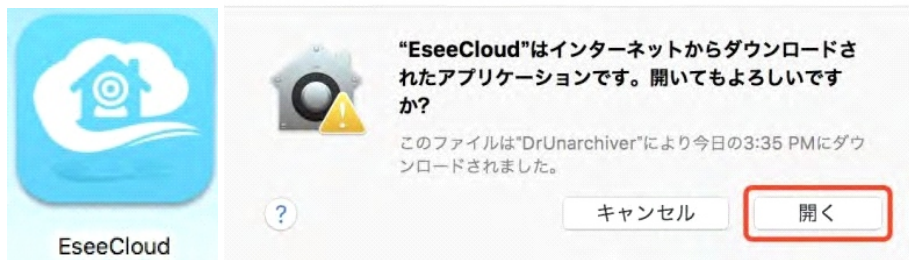 EseeCloud
“EseeCloud”はインターネットからダウンロードさ
れたアプリケーションです。開いてもよろしいです
か?
このファイルは"DrUnarchiver"により今日の3:35 PMにダウ
ンロードされました。
?
キャンセル
開く